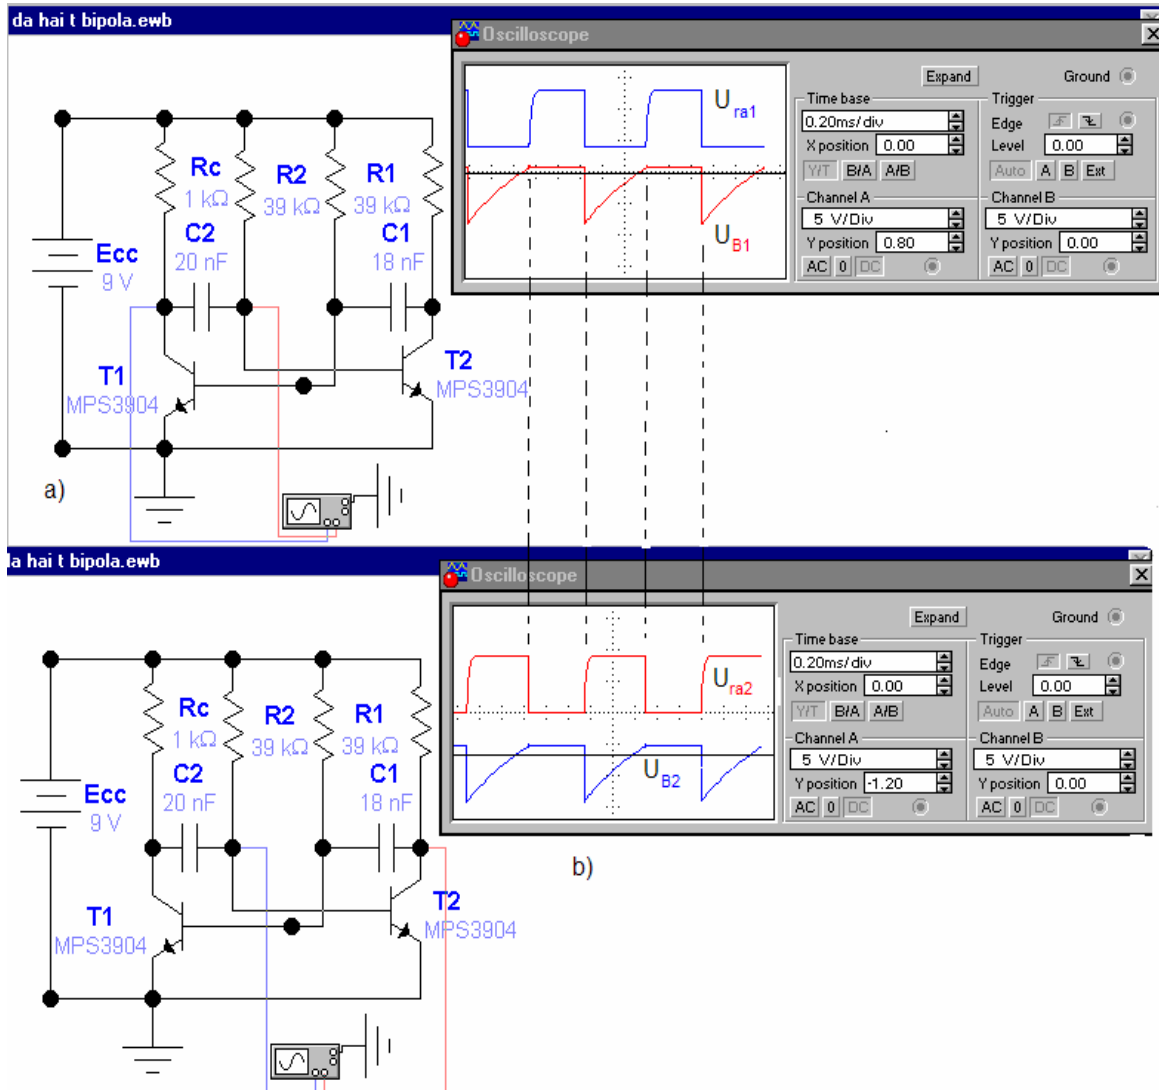 da hai t bipola.ewb
Oscilloscope
Expand
Ground
Time base
Trigger
0.20ms/div
Edge
X position 0.00
Level 0.00
Y/T B/A A/B
Auto A B Ext
Channel A
Channel B
5 V/Div
5 V/Div
Y position 0.80
Y position 0.00
AC 0 DC
AC 0 DC
U ra1
U B1
Rc
1 kΩ
R2
39 kΩ
R1
39 kΩ
C2
20 nF
C1
18 nF
Ecc
9 V
T1
MPS3904
T2
MPS3904
a)
da hai t bipola.ewb
Oscilloscope
Expand
Ground
Time base
Trigger
0.20ms/div
Edge
X position 0.00
Level 0.00
Y/T B/A A/B
Auto A B Ext
Channel A
Channel B
5 V/Div
5 V/Div
Y position -1.20
Y position 0.00
AC 0 DC
AC 0 DC
U ra2
U B2
Rc
1 kΩ
R2
39 kΩ
R1
39 kΩ
C2
20 nF
C1
18 nF
Ecc
9 V
T1
MPS3904
T2
MPS3904
b)